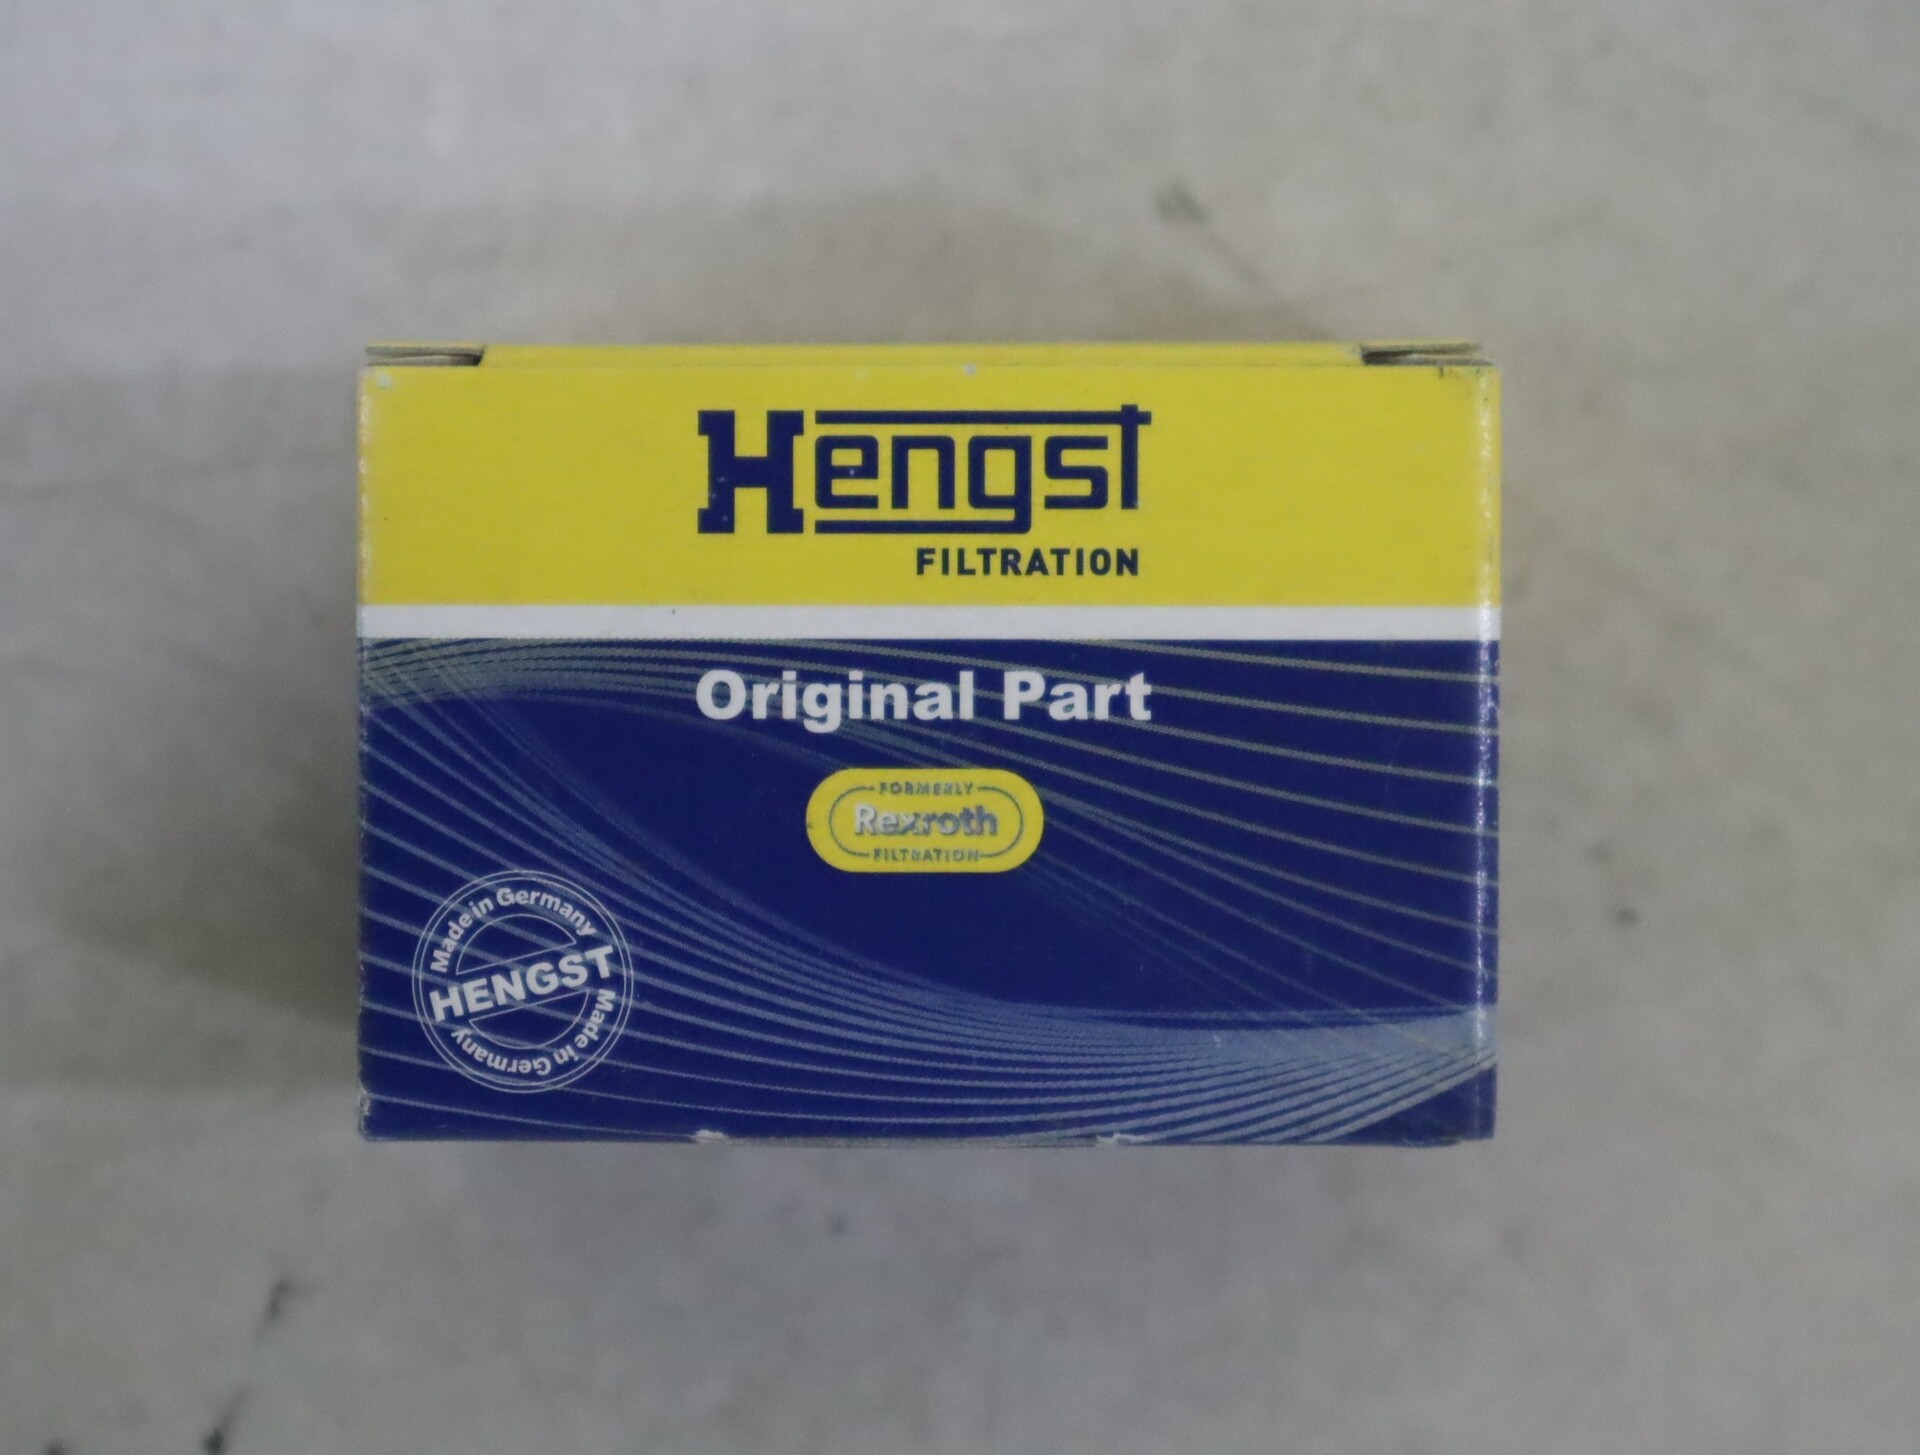 Hengst
FILTRATION
Original Part
FORMERLY
Rexroth
FILTRATION
Made in Germany
HENGST
Made in Germany